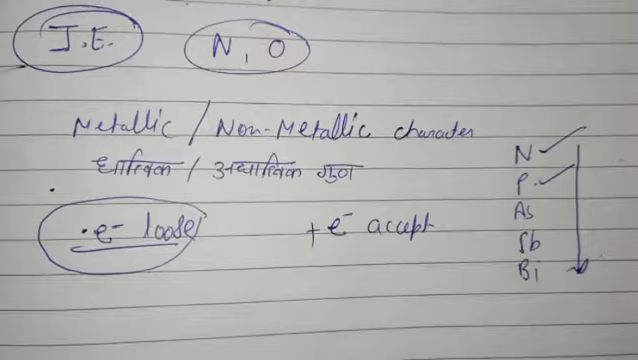 I.E. N, O
Metallic / Non-Metallic character
धात्विक / अधात्विक गुण
e- loose + e- accept
N
P
As
Sb
Bi